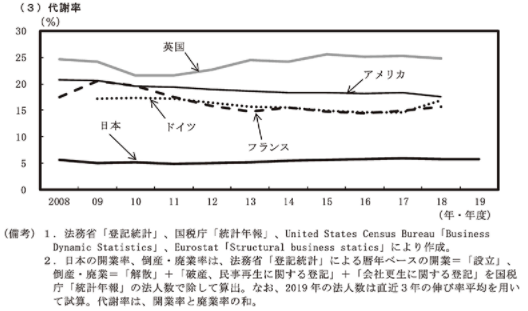 （３）代謝率
(％)
30
25
20
15
10
5
0
英国
アメリカ
ドイツ
フランス
日本
2008 09 10 11 12 13 14 15 16 17 18 19
(年・年度)
(備考) １．法務省「登記統計」、国税庁「統計年報」、United States Census Bureau「Business
Dynamic Statistics」、Eurostat「Structural business statics」により作成。
２．日本の開業率、倒産・廃業率は、法務省「登記統計」による暦年ベースの開業＝「設立」、
倒産・廃業＝「解散」＋「破産、民事再生に関する登記」＋「会社更生に関する登記」を国税
庁「統計年報」の法人数で除して算出。なお、2019年の法人数は直近３年の伸び率平均を用い
て試算。代謝率は、開業率と廃業率の和。